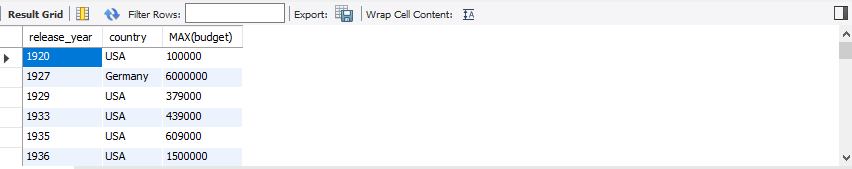 Result Grid Filter Rows: Export: Wrap Cell Content: IA
release_year country MAX(budget)
1920 USA 100000
1927 Germany 6000000
1929 USA 379000
1933 USA 439000
1935 USA 609000
1936 USA 1500000